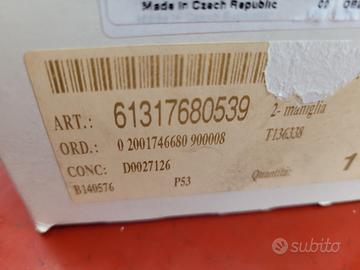 Made in Czech Republic
ART.: 61317680539 2- maniglia
ORD.: 0 2001746680 900008 T136338
CONC: D0027126
B140576 P53 Quantità: 1
subito